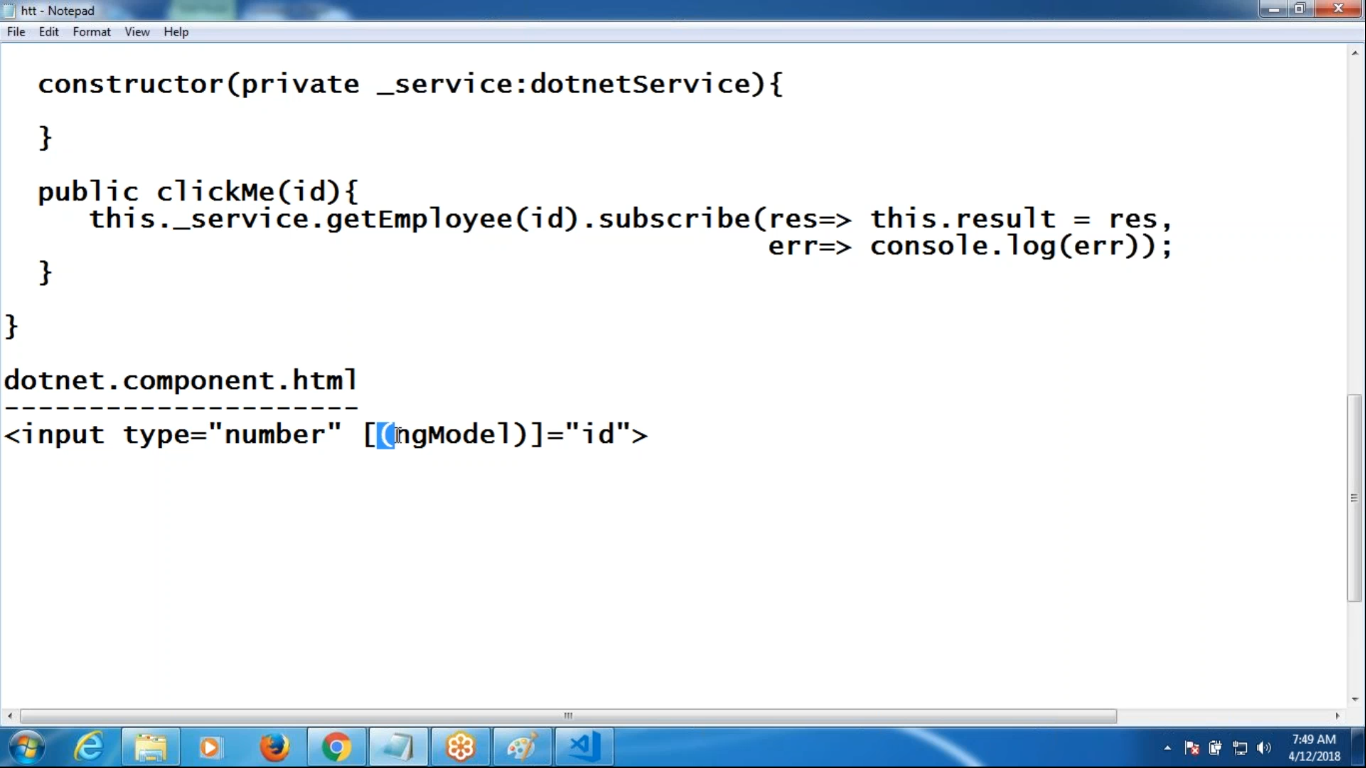 htt - Notepad
File Edit Format View Help
constructor(private _service:dotnetService){
}
public clickMe(id){
this._service.getEmployee(id).subscribe(res=> this.result = res,
err=> console.log(err));
}
}
dotnet.component.html
---------------------
<input type="number" [(ngModel)]="id">
7:49 AM
4/12/2018